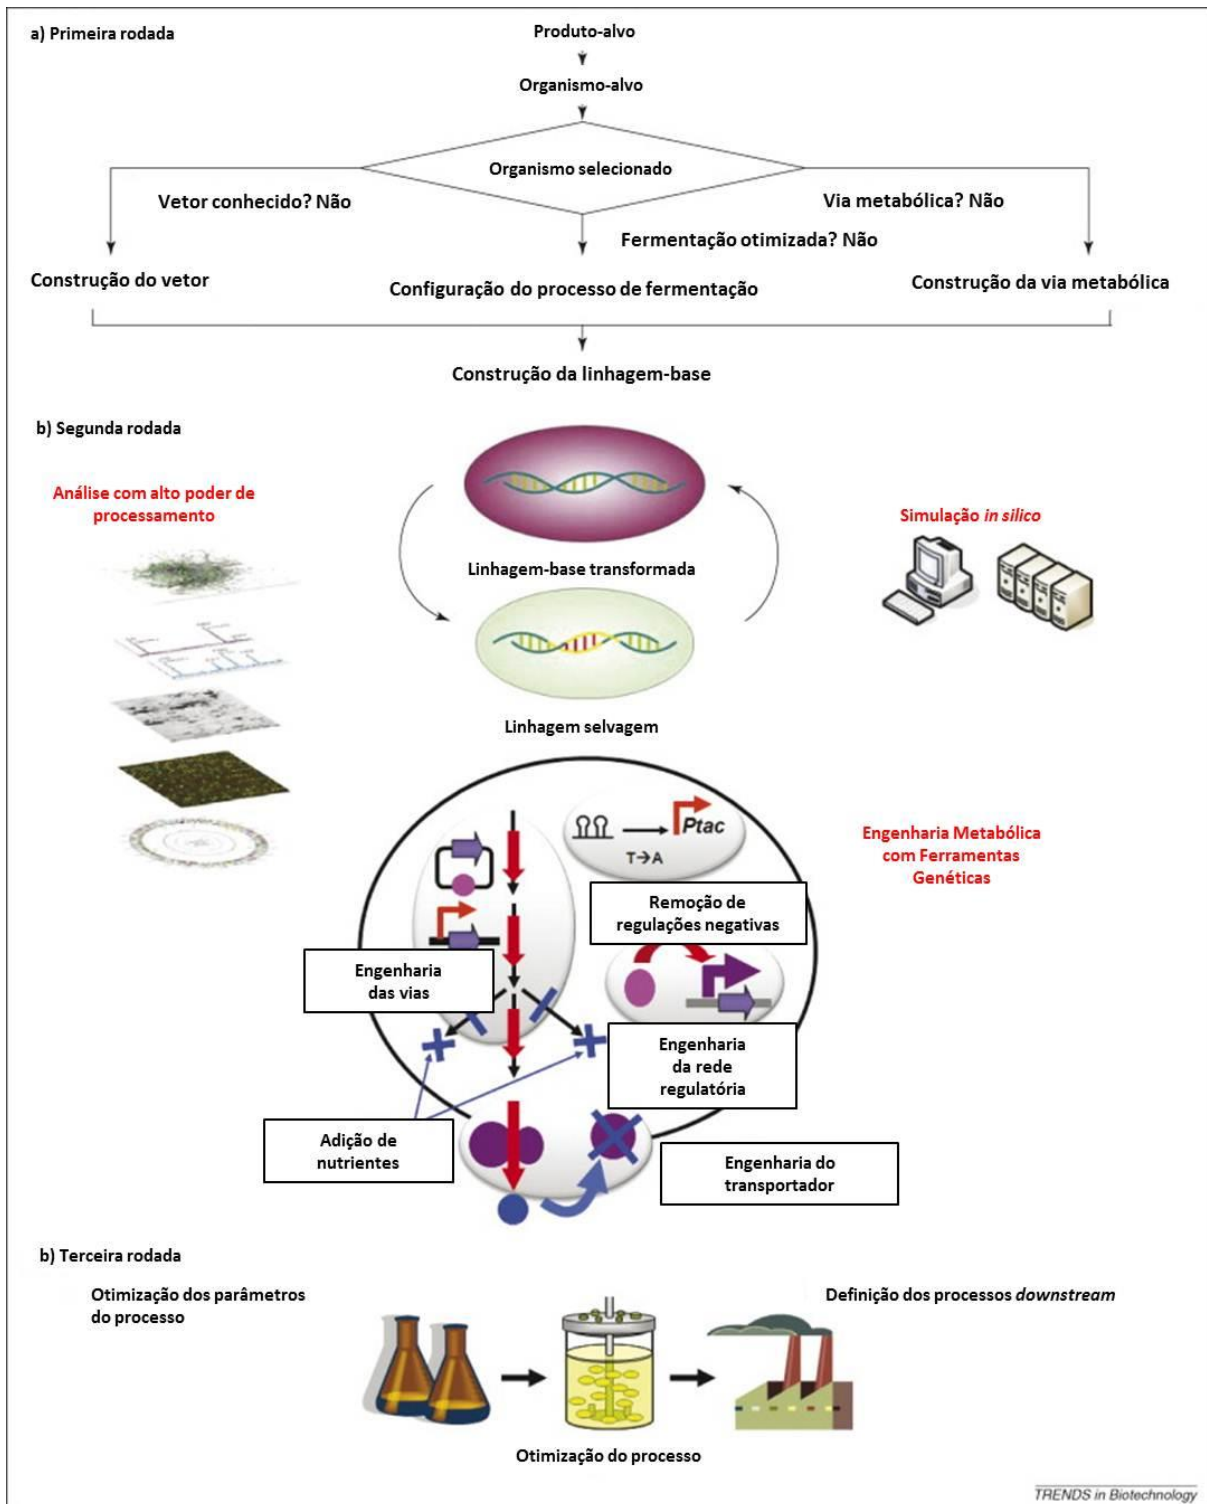 a) Primeira rodada
Produto-alvo
Organismo-alvo
Organismo selecionado
Vetor conhecido? Não
Via metabólica? Não
Fermentação otimizada? Não
Construção do vetor
Configuração do processo de fermentação
Construção da via metabólica
Construção da linhagem-base
b) Segunda rodada
Análise com alto poder de
processamento
Simulação in silico
Linhagem-base transformada
Linhagem selvagem
Ptac
T→A
Engenharia Metabólica
com Ferramentas
Genéticas
Remoção de
regulações negativas
Engenharia
das vias
Engenharia
da rede
regulatória
Adição de
nutrientes
Engenharia do
transportador
b) Terceira rodada
Otimização dos parâmetros
do processo
Definição dos processos downstream
Otimização do processo
TRENDS in Biotechnology